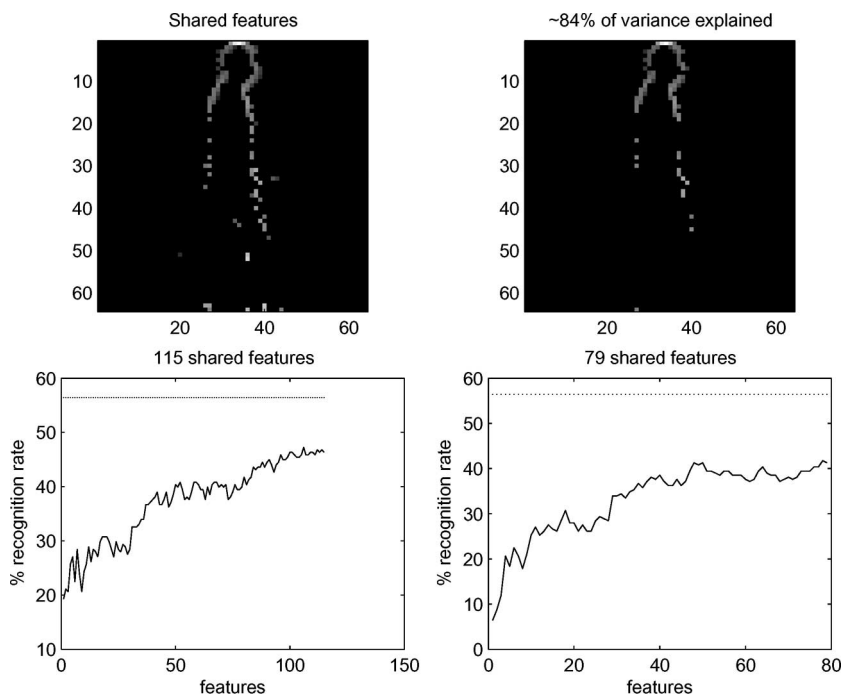 Shared features
10
20
30
40
50
60
20 40 60
~84% of variance explained
10
20
30
40
50
60
20 40 60
115 shared features
% recognition rate
60
50
40
30
20
10
0 50 100 150
features
79 shared features
% recognition rate
60
50
40
30
20
10
0
0 20 40 60 80
features